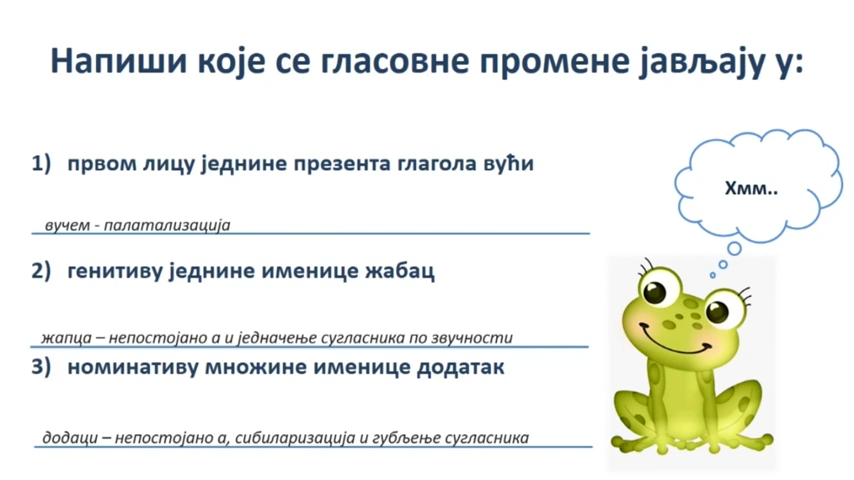 Напиши које се гласовне промене јављају у:
1) првом лицу једнине презента глагола вући
Хмм..
вучем - палатализација
2) генитиву једнине именице жабац
жапца – непостојано а и једначење сугласника по звучности
3) номинативу множине именице додатак
додаци – непостојано а, сибиларизација и губљење сугласника